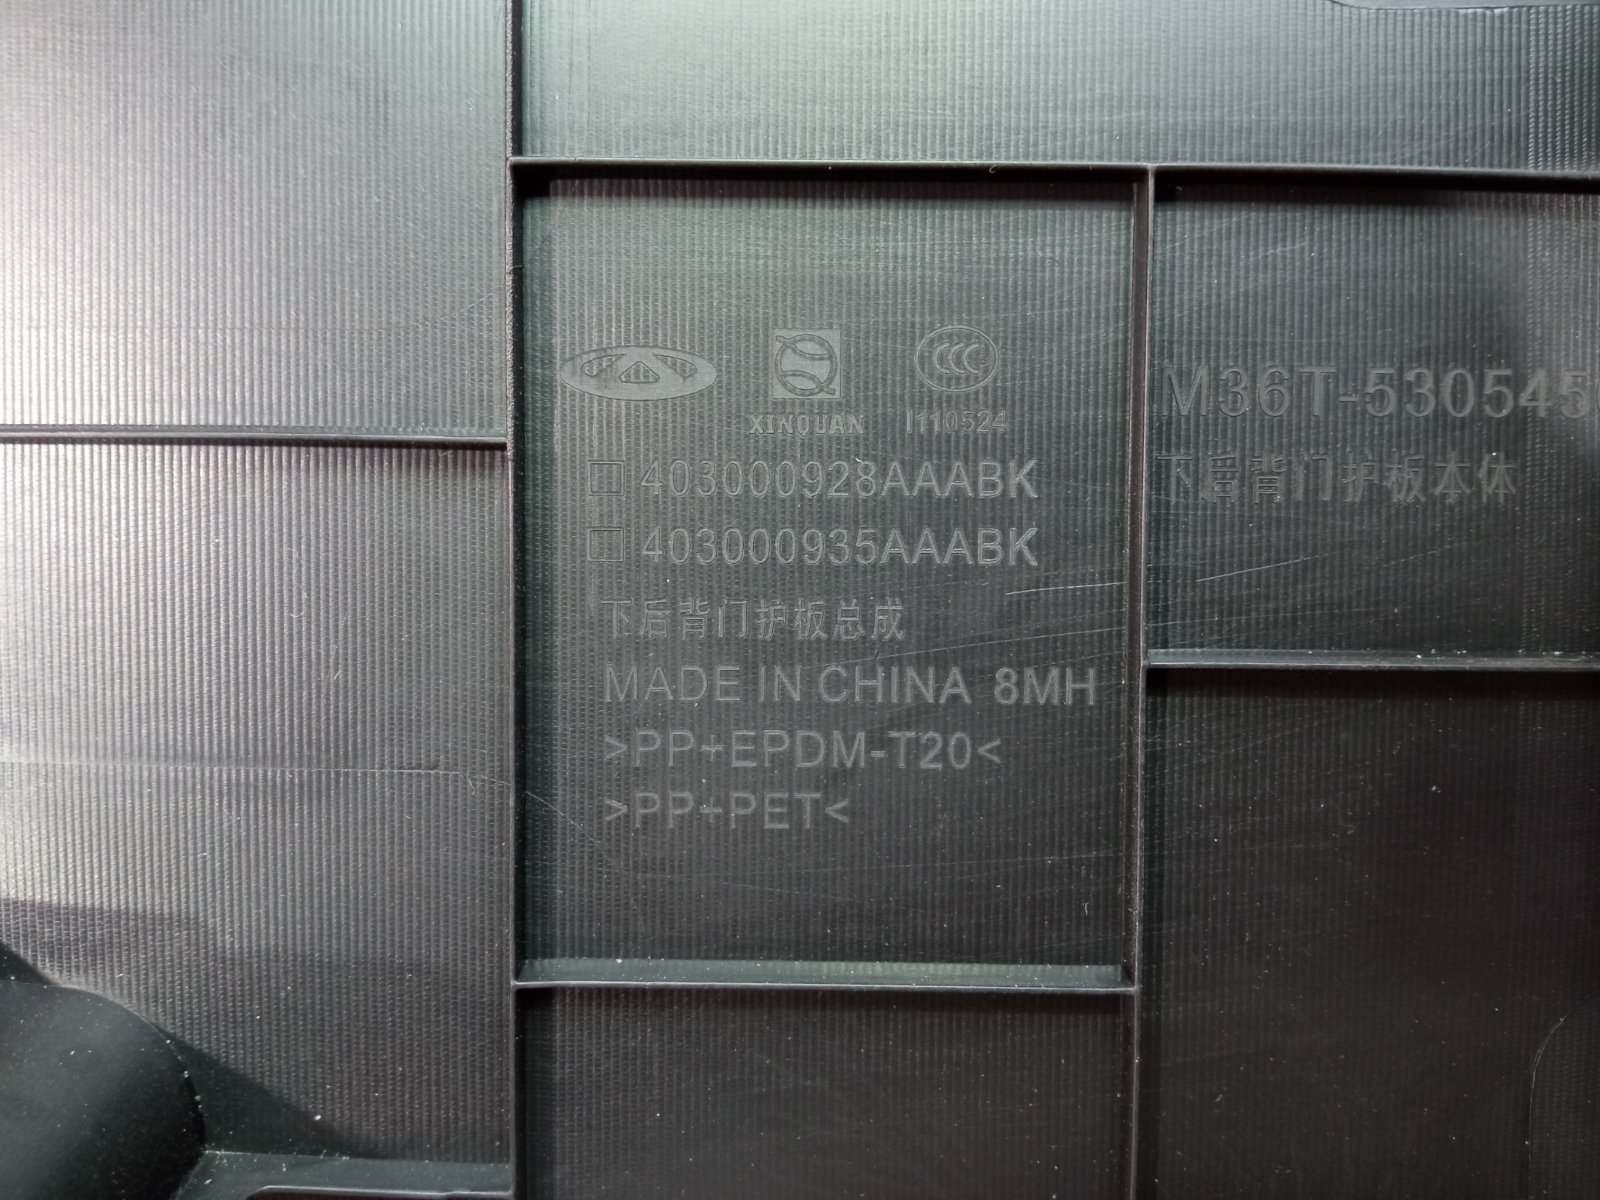 XINQUAN I110524
403000928AAABK
403000935AAABK
下后背门护板总成
MADE IN CHINA 8MH
>PP+EPDM-T20<
>PP+PET<
M36T-530545
下后背门护板本体